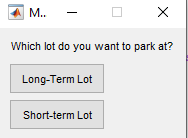 M..
Which lot do you want to park at?
Long-Term Lot
Short-term Lot